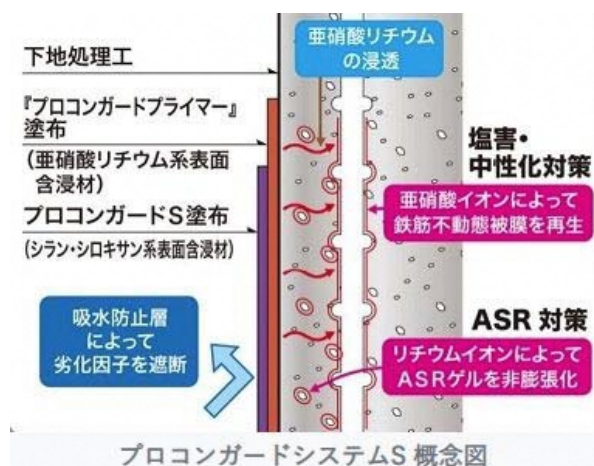 下地処理工
『プロコンガードプライマー』
塗布
(亜硝酸リチウム系表面
含浸材)
プロコンガードS塗布
(シラン・シロキサン系表面含浸材)
吸水防止層
によって
劣化因子を遮断
亜硝酸リチウム
の浸透
塩害・
中性化対策
亜硝酸イオンによって
鉄筋不動態被膜を再生
ASR 対策
リチウムイオンによって
ASRゲルを非膨張化
プロコンガードシステムS 概念図